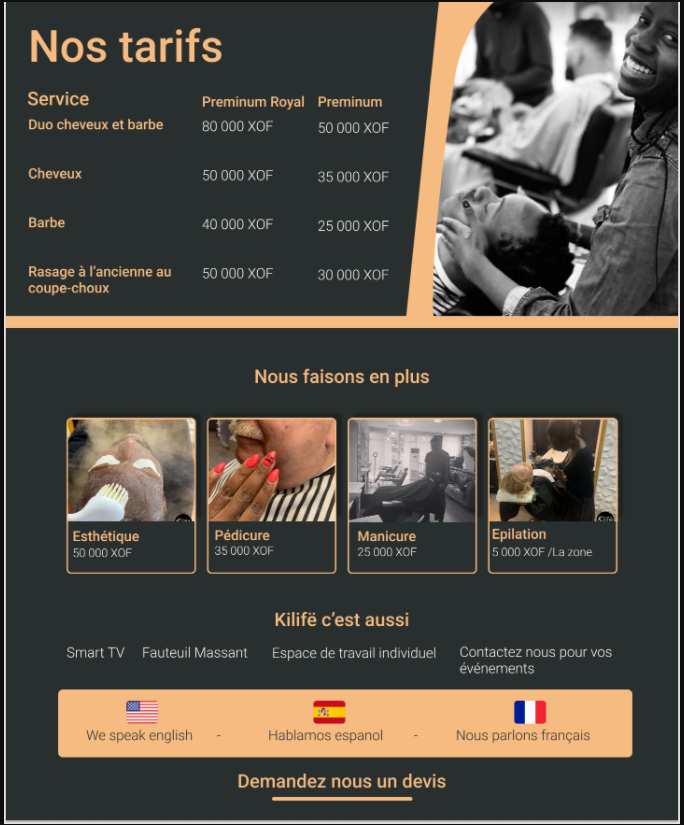 Nos tarifs
Service Preminum Royal Preminum
Duo cheveux et barbe 80 000 XOF 50 000 XOF
Cheveux 50 000 XOF 35 000 XOF
Barbe 40 000 XOF 25 000 XOF
Rasage à l'ancienne au 50 000 XOF 30 000 XOF
coupe-choux
Nous faisons en plus
Esthétique
50 000 XOF
Pédicure
35 000 XOF
Manicure
25 000 XOF
Epilation
5 000 XOF /La zone
Kilifë c'est aussi
Smart TV Fauteuil Massant Espace de travail individuel Contactez nous pour vos
événements
We speak english - Hablamos espanol - Nous parlons français
Demandez nous un devis